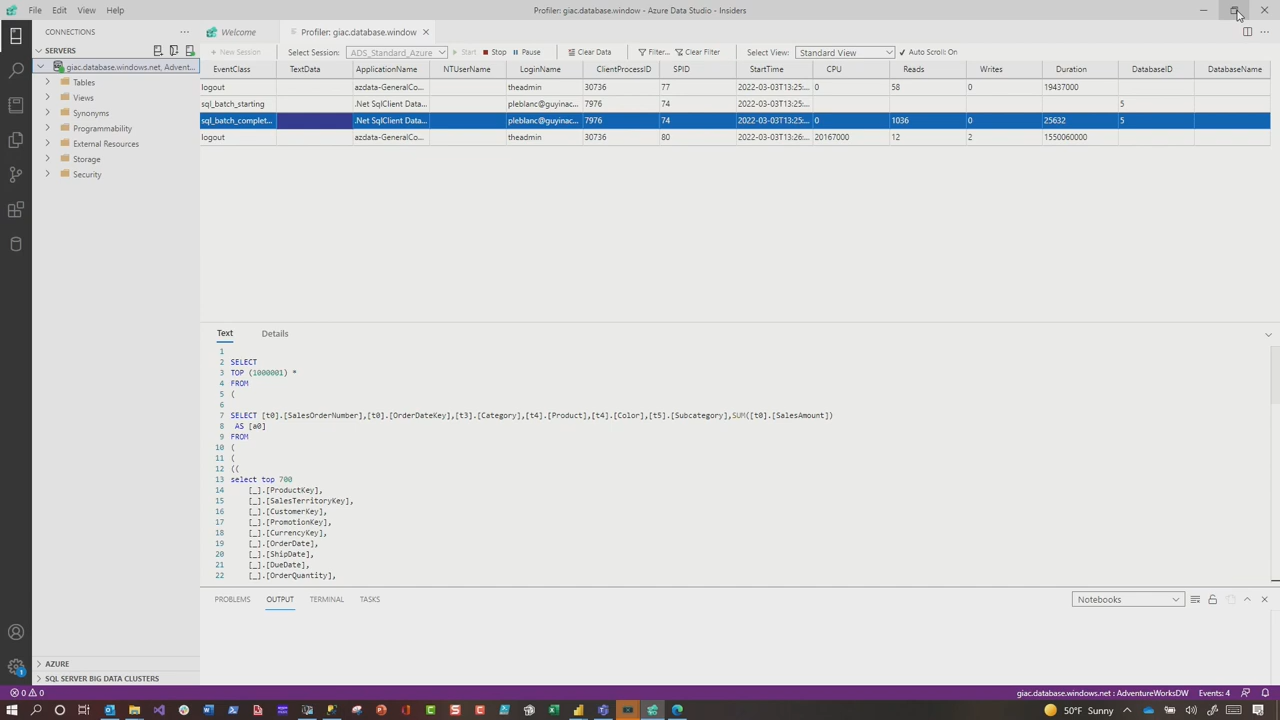 File Edit View Help
Profiler: giac.database.window - Azure Data Studio - Insiders
CONNECTIONS
SERVERS
giac.database.windows.net, Advent...
Tables
Views
Synonyms
Programmability
External Resources
Storage
Security
AZURE
SQL SERVER BIG DATA CLUSTERS
Welcome
Profiler: giac.database.window
New Session Select Session: ADS_Standard_Azure Start Stop Pause Clear Data Filter... Clear Filter Select View: Standard View Auto Scroll: On
EventClass TextData ApplicationName NTUserName LoginName ClientProcessID SPID StartTime CPU Reads Writes Duration DatabaseID DatabaseName
logout azdata-GeneralCo... theadmin 30736 77 2022-03-03T13:25:... 0 58 0 19437000
sql_batch_starting .Net SqlClient Data... pleblanc@guyinac... 7976 74 2022-03-03T13:25:... 5
sql_batch_complet... .Net SqlClient Data... pleblanc@guyinac... 7976 74 2022-03-03T13:25:... 0 1036 0 25632 5
logout azdata-GeneralCo... theadmin 30736 80 2022-03-03T13:26:... 20167000 12 2 1550060000
Text Details
1
2 SELECT
3 TOP (1000001) *
4 FROM
5 (
6
7 SELECT [t0].[SalesOrderNumber],[t0].[OrderDateKey],[t3].[Category],[t4].[Product],[t4].[Color],[t5].[Subcategory],SUM([t0].[SalesAmount])
8 AS [a0]
9 FROM
10 (
11 (
12 ((
13 select top 700
14 [_].[ProductKey],
15 [_].[SalesTerritoryKey],
16 [_].[CustomerKey],
17 [_].[PromotionKey],
18 [_].[CurrencyKey],
19 [_].[OrderDate],
20 [_].[ShipDate],
21 [_].[DueDate],
22 [_].[OrderQuantity],
PROBLEMS OUTPUT TERMINAL TASKS
Notebooks
0 0
giac.database.windows.net : AdventureWorksDW Events: 4
50°F Sunny